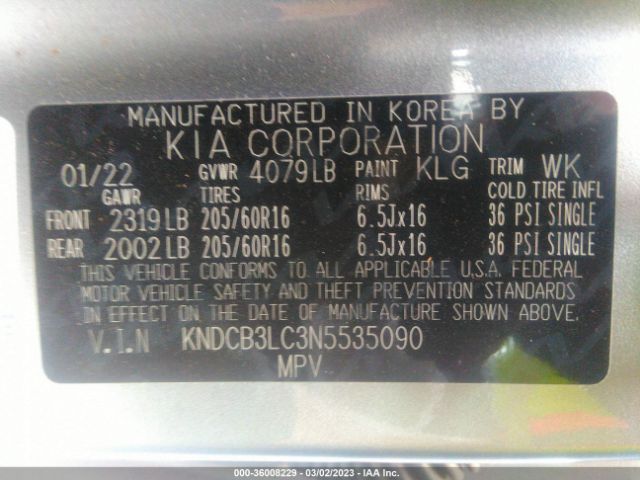 MANUFACTURED IN KOREA BY
KIA CORPORATION
01/22 GVWR 4079LB PAINT KLG TRIM WK
GAWR TIRES RIMS COLD TIRE INFL
FRONT 2319LB 205/60R16 6.5Jx16 36 PSI SINGLE
REAR 2002LB 205/60R16 6.5Jx16 36 PSI SINGLE
THIS VEHICLE CONFORMS TO ALL APPLICABLE U.S.A. FEDERAL
MOTOR VEHICLE SAFETY AND THEFT PREVENTION STANDARDS
IN EFFECT ON THE DATE OF MANUFACTURE SHOWN ABOVE.
V.I.N KNDCB3LC3N5535090
MPV
000-36008229 - 03/02/2023 - IAA Inc.